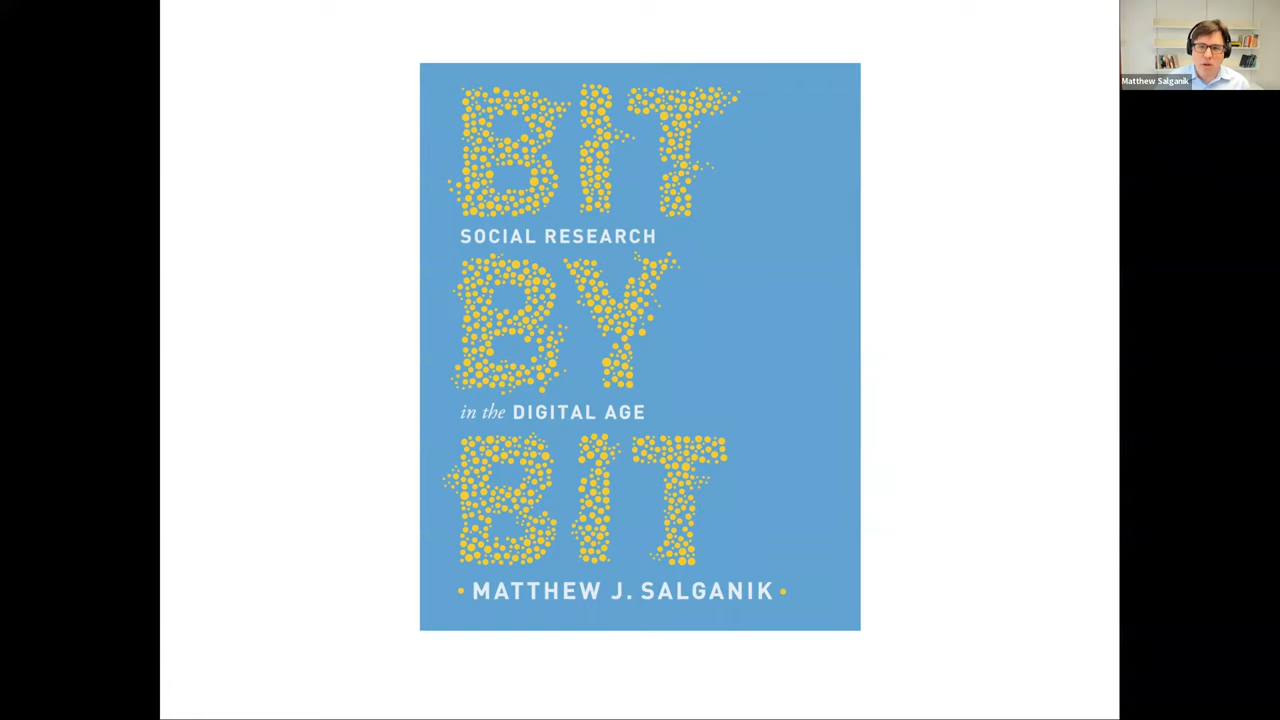 BIT
SOCIAL RESEARCH
BY
in the DIGITAL AGE
BIT
• MATTHEW J. SALGANIK •
Matthew Salganik